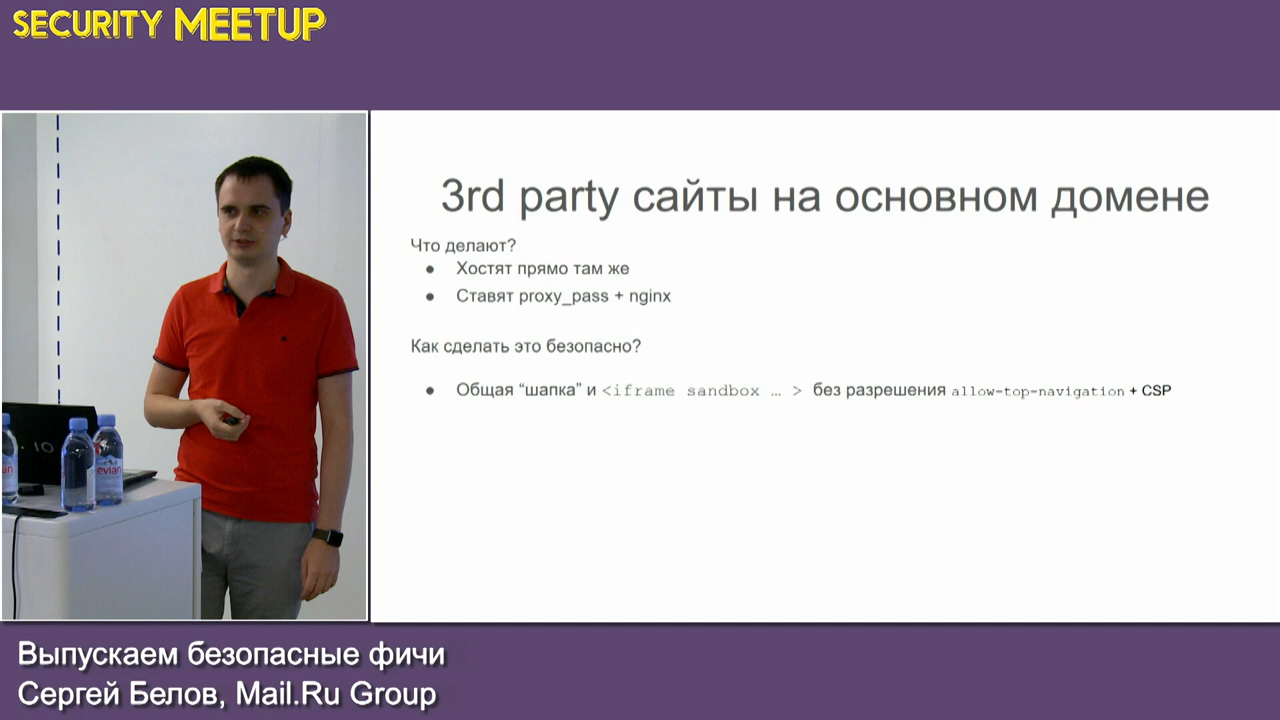 SECURITY MEETUP
3rd party сайты на основном домене
Что делают?
● Хостят прямо там же
● Ставят proxy_pass + nginx
Как сделать это безопасно?
● Общая “шапка” и <iframe sandbox … > без разрешения allow-top-navigation + CSP
evian
Выпускаем безопасные фичи
Сергей Белов, Mail.Ru Group